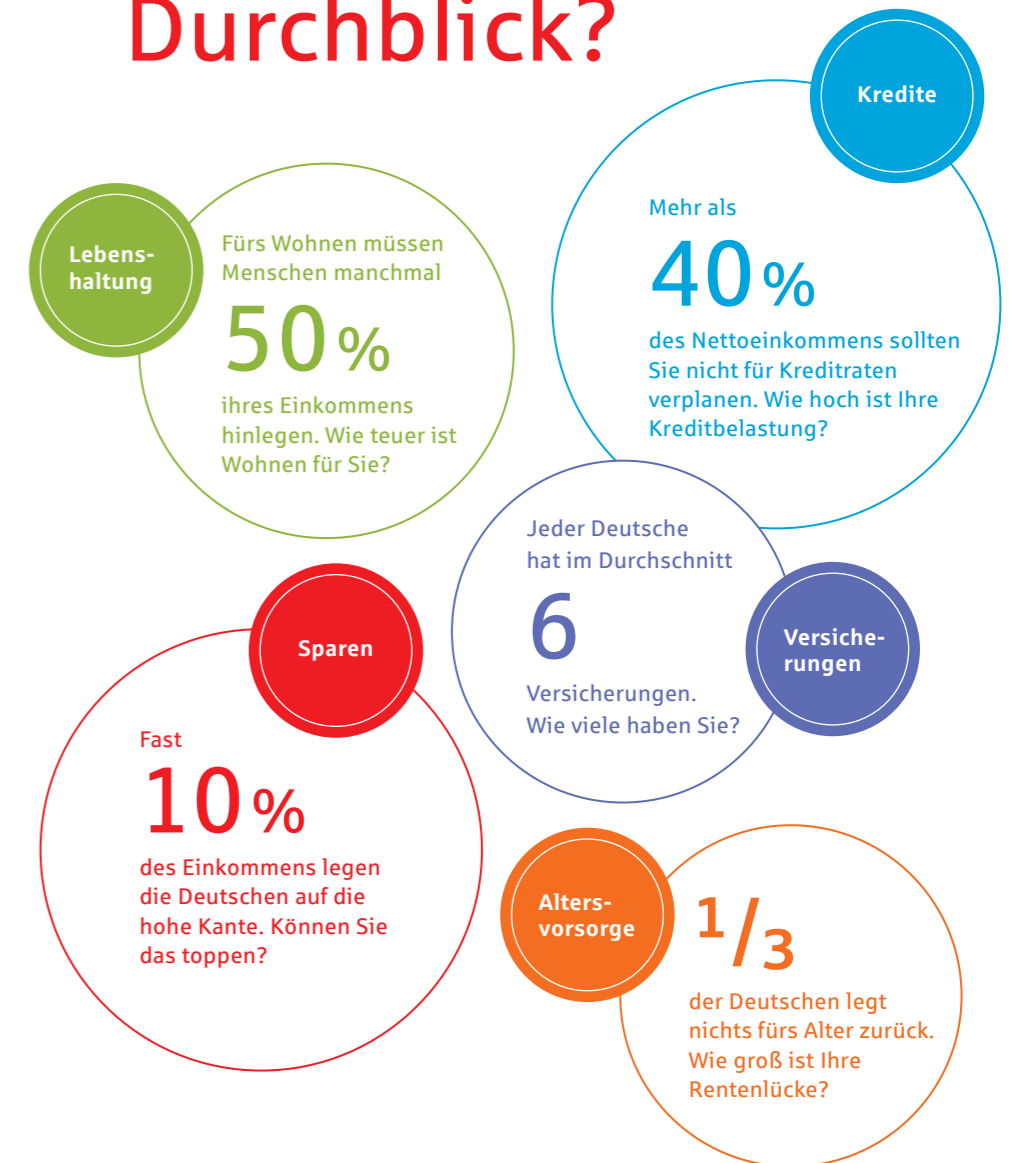 Durchblick?
Kredite
Mehr als
40 %
des Nettoeinkommens sollten
Sie nicht für Kreditraten
verplanen. Wie hoch ist Ihre
Kreditbelastung?
Lebens-
haltung
Fürs Wohnen müssen
Menschen manchmal
50 %
ihres Einkommens
hinlegen. Wie teuer ist
Wohnen für Sie?
Jeder Deutsche
hat im Durchschnitt
6
Versicherungen.
Wie viele haben Sie?
Versiche-
rungen
Sparen
Fast
10 %
des Einkommens legen
die Deutschen auf die
hohe Kante. Können Sie
das toppen?
Alters-
vorsorge
1/3
der Deutschen legt
nichts fürs Alter zurück.
Wie groß ist Ihre
Rentenlücke?